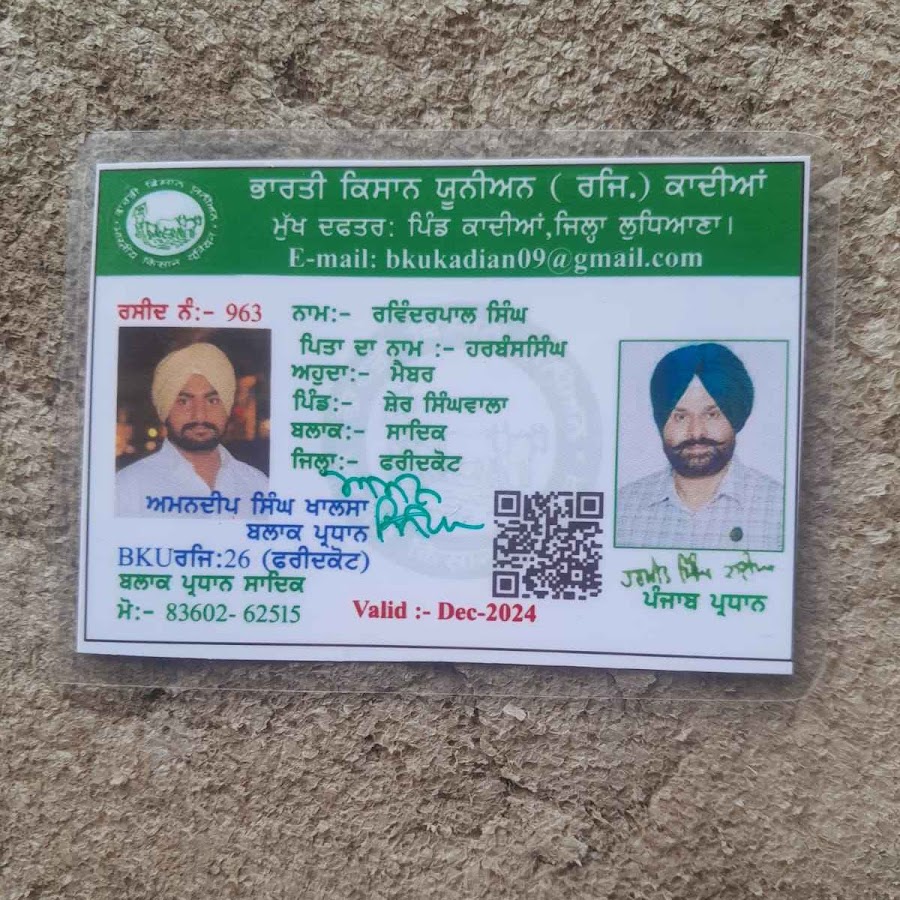 ਭਾਰਤੀ ਕਿਸਾਨ ਯੂਨੀਅਨ ( ਰਜਿ.) ਕਾਦੀਆਂ
ਮੁੱਖ ਦਫਤਰ: ਪਿੰਡ ਕਾਦੀਆਂ,ਜਿਲ੍ਹਾ ਲੁਧਿਆਣਾ।
E-mail: bkukadian09@gmail.com
ਰਸੀਦ ਨੰ:- 963
ਨਾਮ:- ਰਵਿੰਦਰਪਾਲ ਸਿੰਘ
ਪਿਤਾ ਦਾ ਨਾਮ :- ਹਰਬੰਸਸਿੰਘ
ਅਹੁਦਾ:- ਮੈਬਰ
ਪਿੰਡ:- ਸ਼ੇਰ ਸਿੰਘਵਾਲਾ
ਬਲਾਕ:- ਸਾਦਿਕ
ਜਿਲ੍ਹਾ:- ਫਰੀਦਕੋਟ
ਅਮਨਦੀਪ ਸਿੰਘ ਖਾਲਸਾ
ਬਲਾਕ ਪ੍ਰਧਾਨ
BKUਰਜਿ:26 (ਫਰੀਦਕੋਟ)
ਬਲਾਕ ਪ੍ਰਧਾਨ ਸਾਦਿਕ
ਮੋ:- 83602- 62515
Valid :- Dec-2024
ਪੰਜਾਬ ਪ੍ਰਧਾਨ